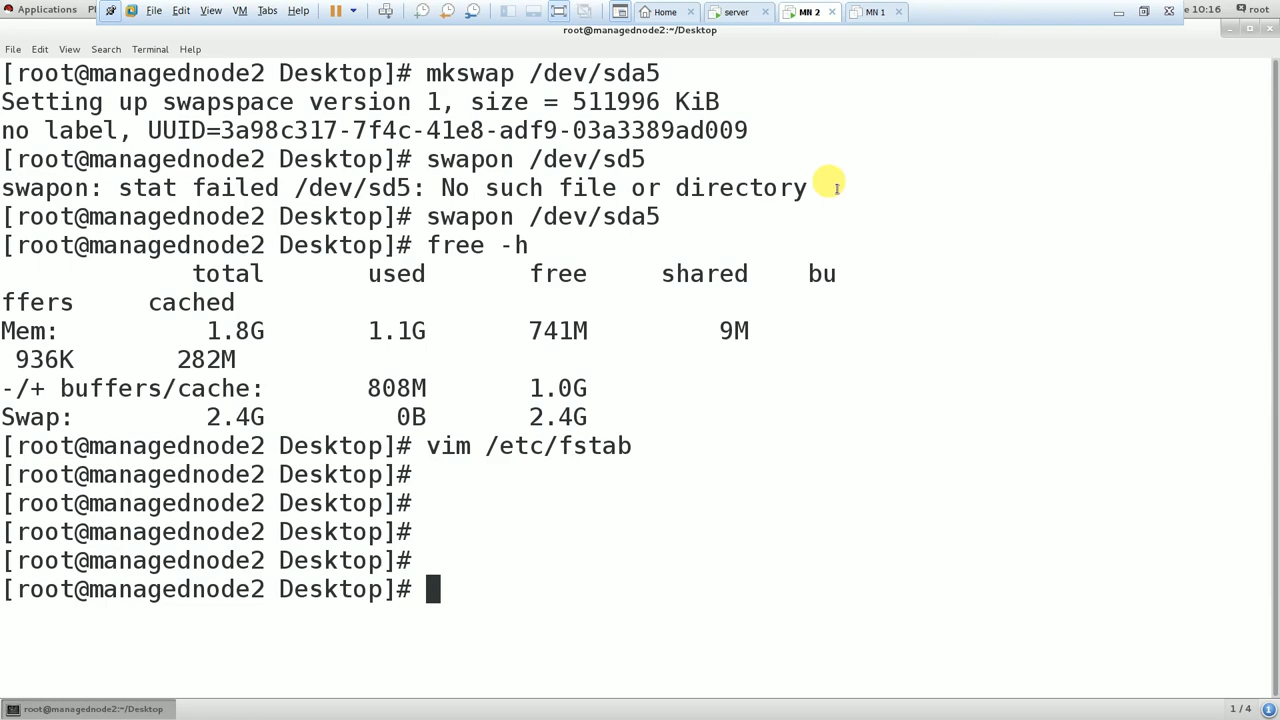 Applications Pl File Edit View VM Tabs Help Home server MN 2 MN 1 10:16 root
root@managednode2:~/Desktop
File Edit View Search Terminal Help
[root@managednode2 Desktop]# mkswap /dev/sda5
Setting up swapspace version 1, size = 511996 KiB
no label, UUID=3a98c317-7f4c-41e8-adf9-03a3389ad009
[root@managednode2 Desktop]# swapon /dev/sd5
swapon: stat failed /dev/sd5: No such file or directory
[root@managednode2 Desktop]# swapon /dev/sda5
[root@managednode2 Desktop]# free -h
total used free shared bu
ffers cached
Mem: 1.8G 1.1G 741M 9M
936K 282M
-/+ buffers/cache: 808M 1.0G
Swap: 2.4G 0B 2.4G
[root@managednode2 Desktop]# vim /etc/fstab
[root@managednode2 Desktop]#
[root@managednode2 Desktop]#
[root@managednode2 Desktop]#
[root@managednode2 Desktop]#
[root@managednode2 Desktop]#
root@managednode2:~/Desktop 1 / 4 1